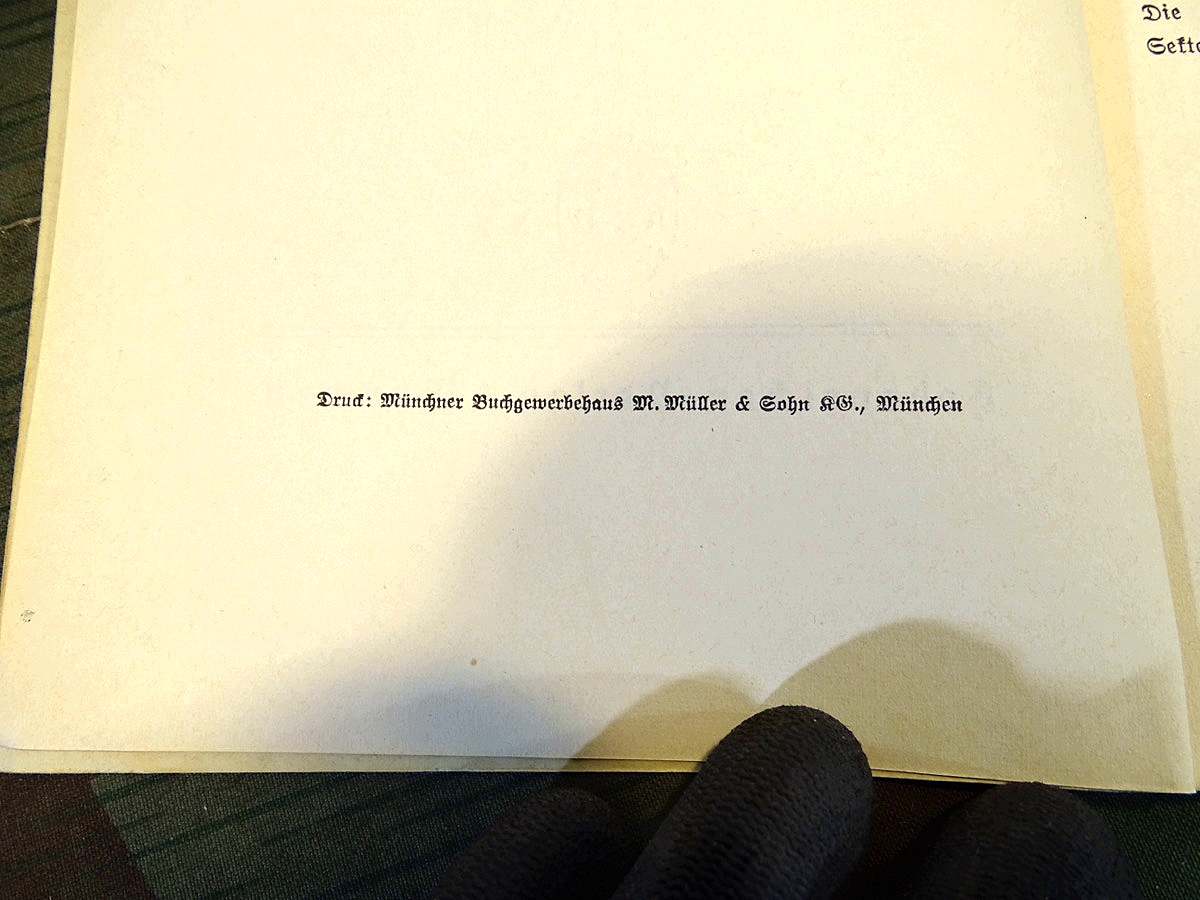 Druck: Münchner Buchgewerbehaus M. Müller & Sohn KG., München
Die